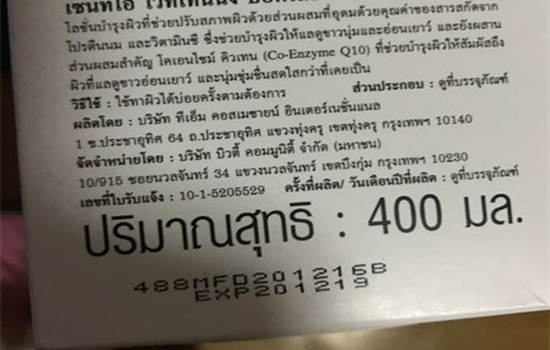 โลชั่นบำรุงผิวที่ช่วยปรับสภาพผิวด้วยส่วนผสมที่อุดมด้วยคุณค่าของสารสกัดจาก
โปรตีนนม และวิตามินซี ซึ่งช่วยบำรุงผิวให้แลดูขาวนุ่มและอ่อนเยาว์ และยังผสาน
ส่วนผสมสำคัญ โคเอนไซม์ คิวเทน (Co-Enzyme Q10) ที่ช่วยบำรุงผิวให้สัมผัสถึง
ผิวที่แลดูขาวอ่อนเยาว์ และนุ่มชุ่มชื่นสดใสกว่าที่เคยเป็น
วิธีใช้ : ใช้ทาผิวได้บ่อยครั้งตามต้องการ ส่วนประกอบ : ดูที่บรรจุภัณฑ์
ผลิตโดย : บริษัท ทีเอ็ม คอสเมชายน์ อินเตอร์เนชั่นแนล
1 ซ.ประชาอุทิศ 64 ถ.ประชาอุทิศ แขวงทุ่งครุ เขตทุ่งครุ กรุงเทพฯ 10140
จัดจำหน่ายโดย : บริษัท บิวตี้ คอมมูนิตี้ จำกัด (มหาชน)
10/915 ซอยนวลจันทร์ 34 แขวงนวลจันทร์ เขตบึงกุ่ม กรุงเทพฯ 10230
เลขที่ใบรับแจ้ง : 10-1-5205529 ครั้งที่ผลิต/ วันเดือนปีที่ผลิต : ดูที่บรรจุภัณฑ์
ปริมาณสุทธิ : 400 มล.
488MFD201216B
EXP201219